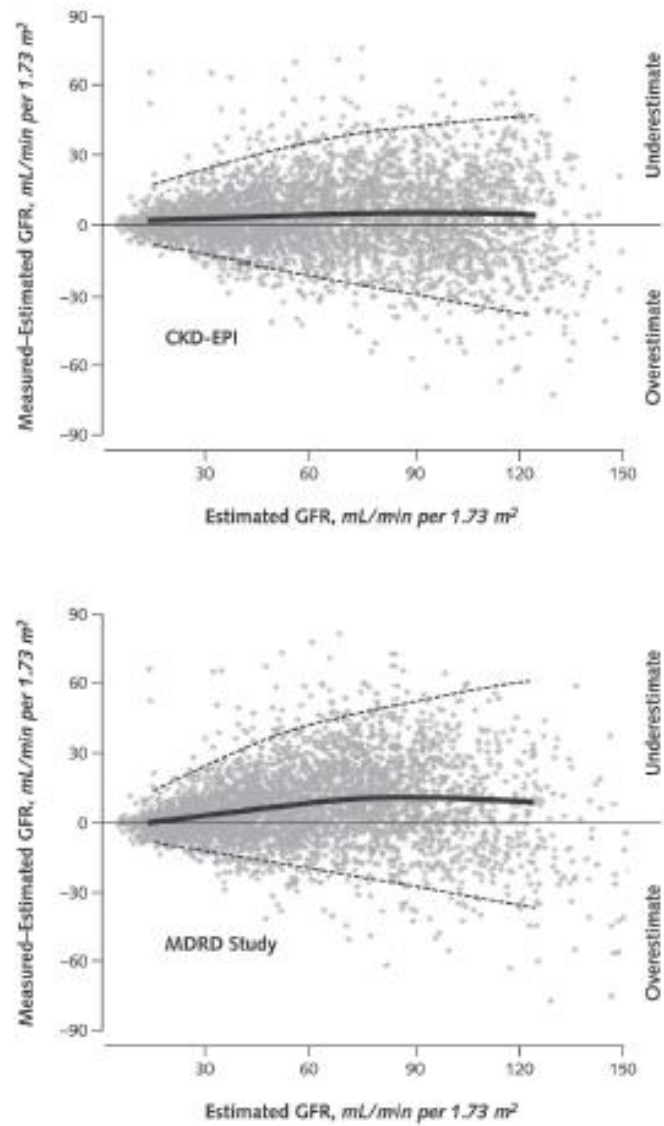 Measured–Estimated GFR, mL/min per 1.73 m²
90
60
30
0
–30
–60
–90
CKD-EPI
Underestimate
Overestimate
30 60 90 120 150
Estimated GFR, mL/min per 1.73 m²
Measured–Estimated GFR, mL/min per 1.73 m²
90
60
30
0
–30
–60
–90
MDRD Study
Underestimate
Overestimate
30 60 90 120 150
Estimated GFR, mL/min per 1.73 m²